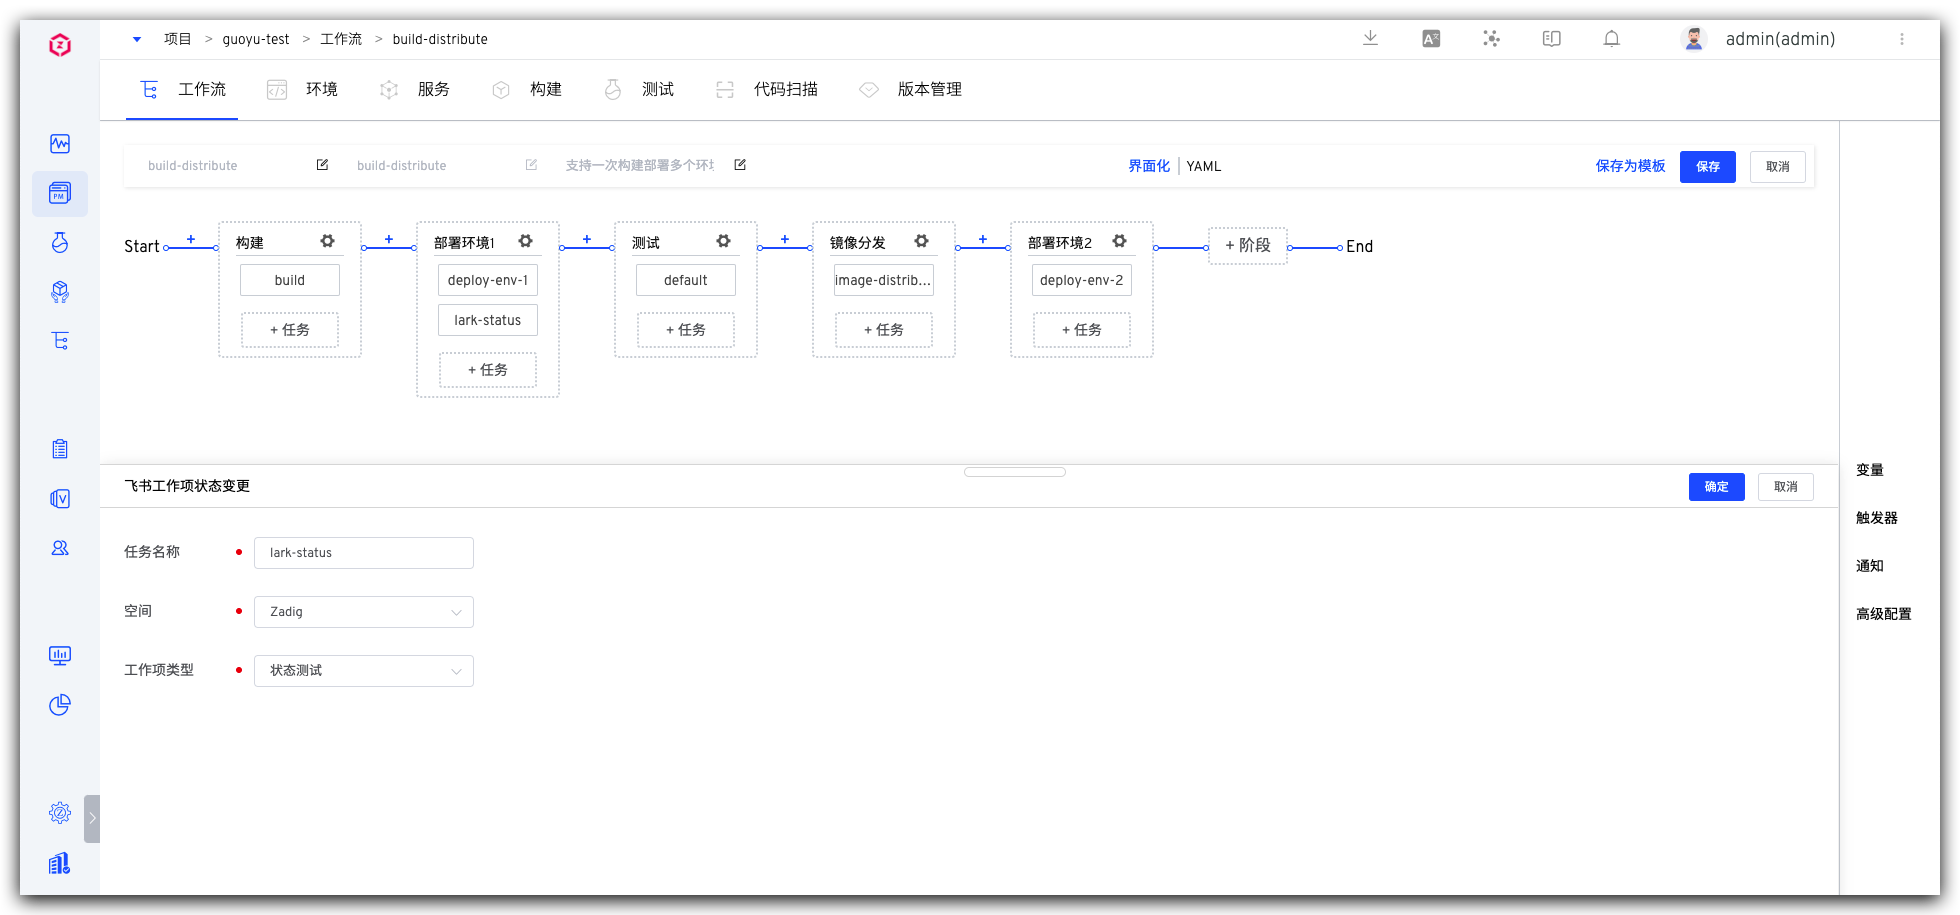 项目 > guoyu-test > 工作流 > build-distribute
admin(admin)
工作流 环境 服务 构建 测试 代码扫描 版本管理
build-distribute build-distribute 支持一次构建部署多个环境 界面化 | YAML 保存为模板 保存 取消
Start
构建
build
+ 任务
部署环境1
deploy-env-1
lark-status
+ 任务
测试
default
+ 任务
镜像分发
image-distrib...
+ 任务
部署环境2
deploy-env-2
+ 任务
+ 阶段
End
飞书工作项状态变更 确定 取消
任务名称 lark-status
空间 Zadig
工作项类型 状态测试
变量
触发器
通知
高级配置
PM